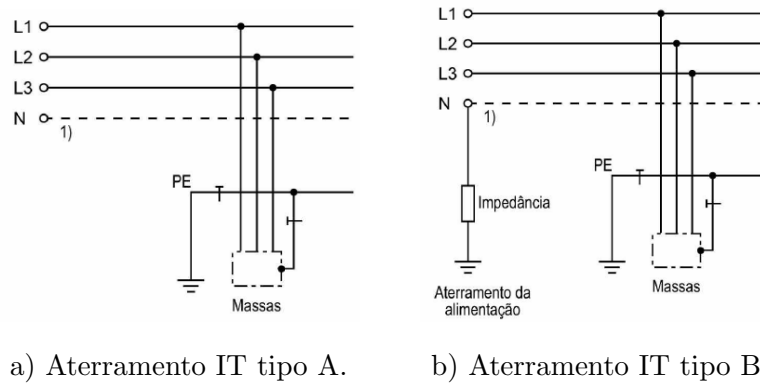 L1
L2
L3
N
1)
PE
Massas
L1
L2
L3
N
1)
PE
Impedância
Aterramento da
alimentação
Massas
a) Aterramento IT tipo A.
b) Aterramento IT tipo B